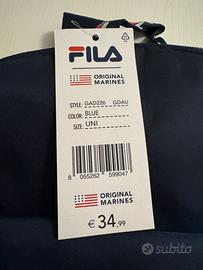 FILA
ORIGINAL
MARINES
STYLE: GAD226 GDAU
COLOR: BLUE
SIZE: UNI
8 055262 599047
ORIGINAL
MARINES
€ 34,99
subito